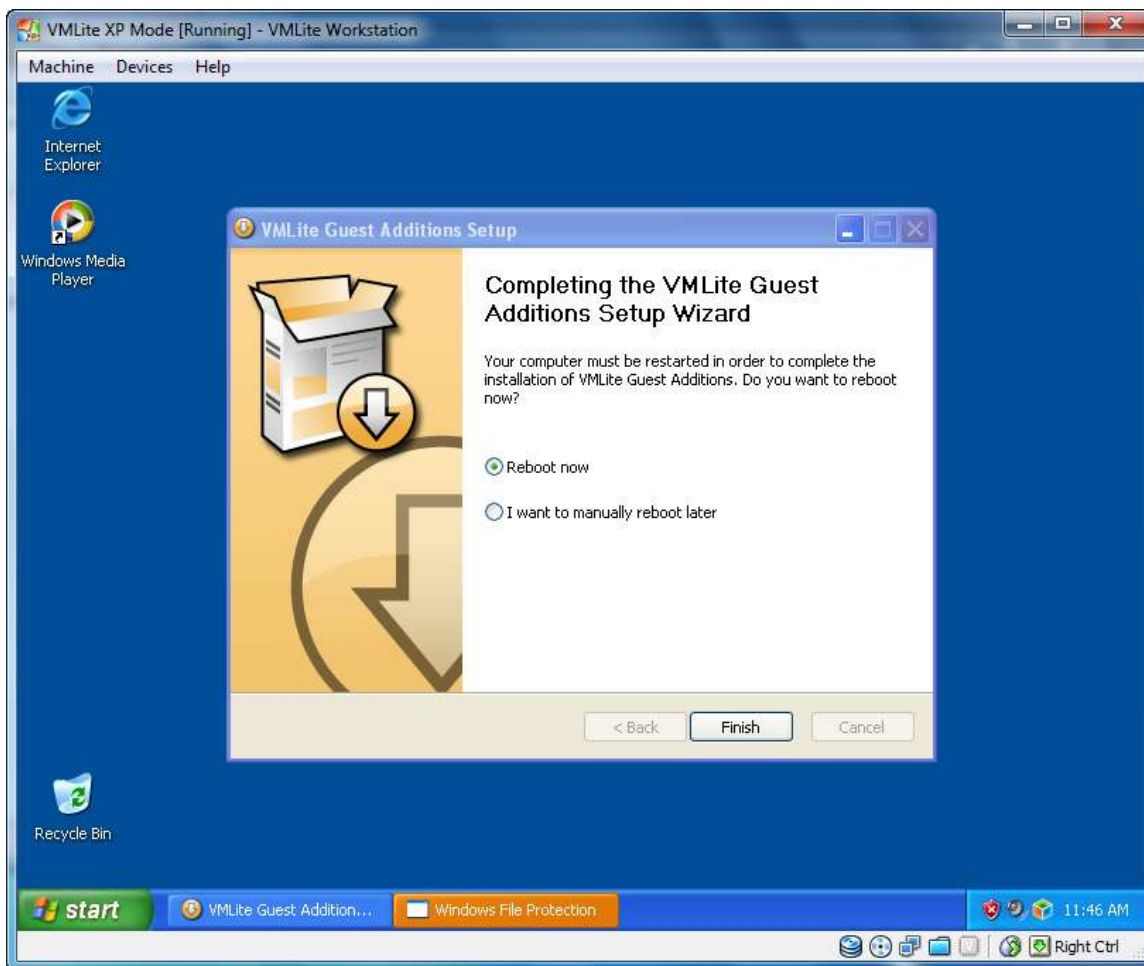 VMLite XP Mode [Running] - VMLite Workstation
Machine Devices Help
Internet
Explorer
Windows Media
Player
VMLite Guest Additions Setup
Completing the VMLite Guest
Additions Setup Wizard
Your computer must be restarted in order to complete the
installation of VMLite Guest Additions. Do you want to reboot
now?
Reboot now
I want to manually reboot later
< Back Finish Cancel
Recycle Bin
start VMLite Guest Addition... Windows File Protection 11:46 AM
Right Ctrl